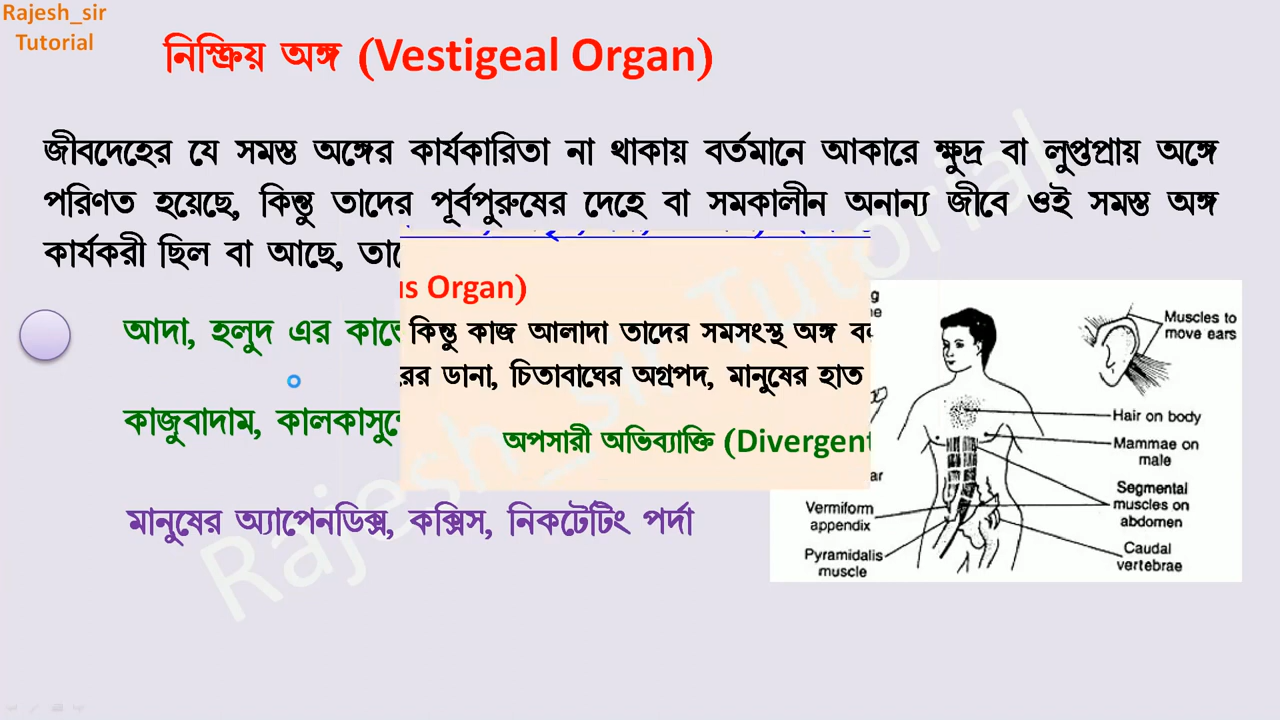 Rajesh_sir
Tutorial
নিস্ক্রিয় অঙ্গ (Vestigeal Organ)
জীবদেহের যে সমস্ত অঙ্গের কার্যকারিতা না থাকায় বর্তমানে আকারে ক্ষুদ্র বা লুপ্তপ্রায় অঙ্গে
পরিণত হয়েছে, কিন্তু তাদের পূর্বপুরুষের দেহে বা সমকালীন অনান্য জীবে ওই সমস্ত অঙ্গ
কার্যকরী ছিল বা আছে,
Organ)
আদা, হলুদ এর
কিন্তু কাজ আলাদা তাদের সমসংস্থ অঙ্গ
ডানা, চিতাবাঘের অগ্রপদ, মানুষের হাত
কাজুবাদাম,
অপসারী অভিব্যাক্তি (Divergent
মানুষের অ্যাপেনডিক্স, কক্সিস, নিকটেটিং পর্দা
Muscles to
move ears
Hair on body
Mammae on
male
Segmental
muscles on
abdomen
Caudal
vertebrae
Vermiform
appendix
Pyramidalis
muscle
Rajesh_sir Tutorial